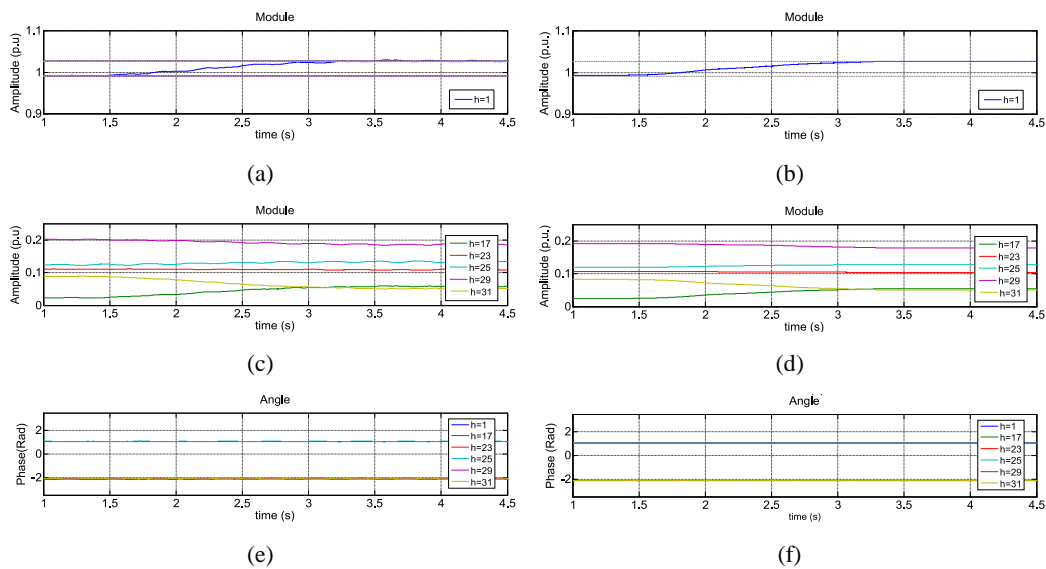 Module
Amplitude (p.u)
1.1
1
0.9
h=1
1 1.5 2 2.5 3 3.5 4 4.5
time (s)
(a)
Module
Amplitude (p.u.)
1.1
1
0.9
h=1
1 1.5 2 2.5 3 3.5 4 4.5
time (s)
(b)
Module
Amplitude (p.u)
0.2
0.1
0
h=17
h=23
h=25
h=29
h=31
1 1.5 2 2.5 3 3.5 4 4.5
time (s)
(c)
Module
Amplitude (p.u.)
0.2
0.1
0
h=17
h=23
h=25
h=29
h=31
1 1.5 2 2.5 3 3.5 4 4.5
time (s)
(d)
Angle
Phase(Rad)
2
0
-2
h=1
h=17
h=23
h=25
h=29
h=31
1 1.5 2 2.5 3 3.5 4 4.5
time (s)
(e)
Angle
Phase (Rad)
2
0
-2
h=1
h=17
h=23
h=25
h=29
h=31
1 1.5 2 2.5 3 3.5 4 4.5
time (s)
(f)